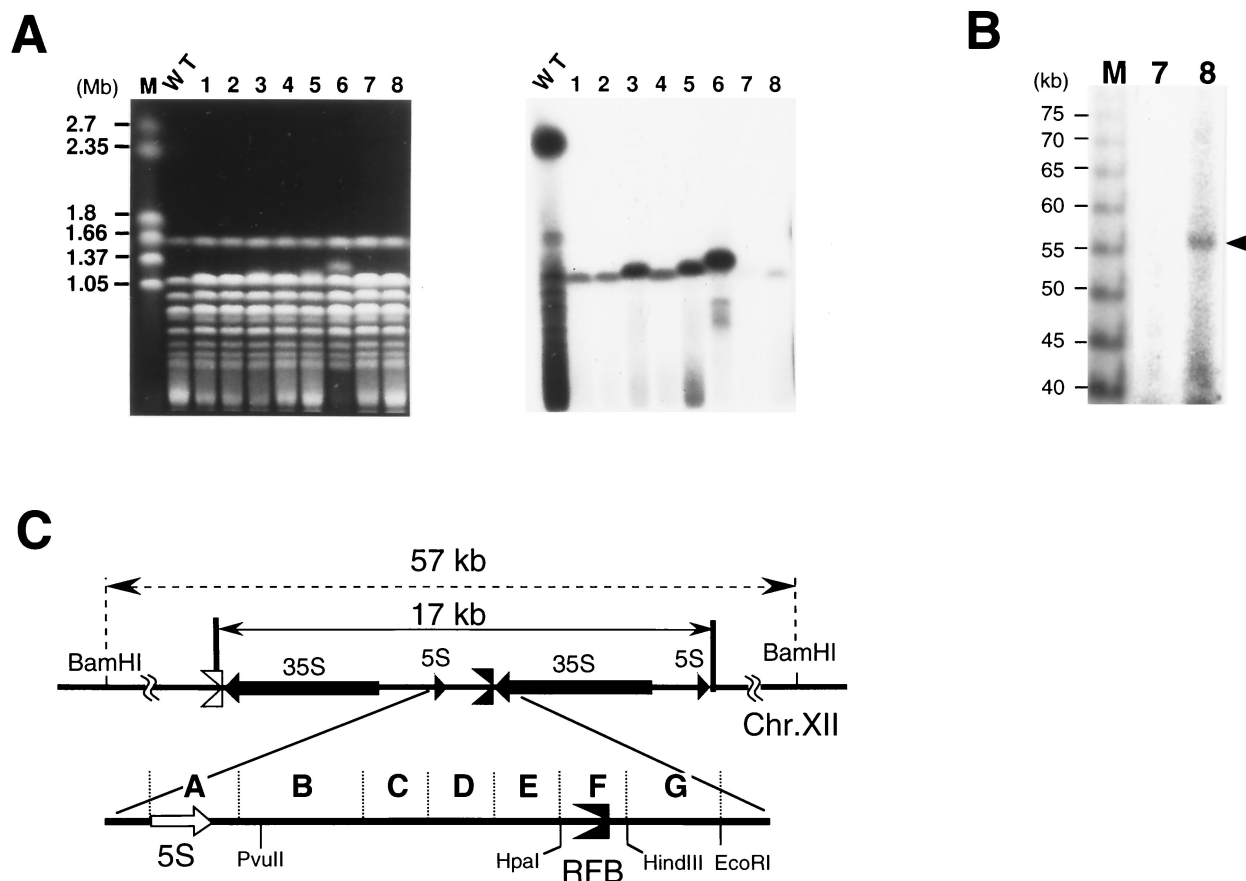 A
B
(Mb) M WT 1 2 3 4 5 6 7 8
WT 1 2 3 4 5 6 7 8
(kb) M 7 8
2.7
2.35
1.8
1.66
1.37
1.05
75
70
65
60
55
50
45
40
C
57 kb
17 kb
BamHI 35S 5S 35S 5S BamHI
Chr.XII
A B C D E F G
5S PvuII HpaI RFB HindIII EcoRI